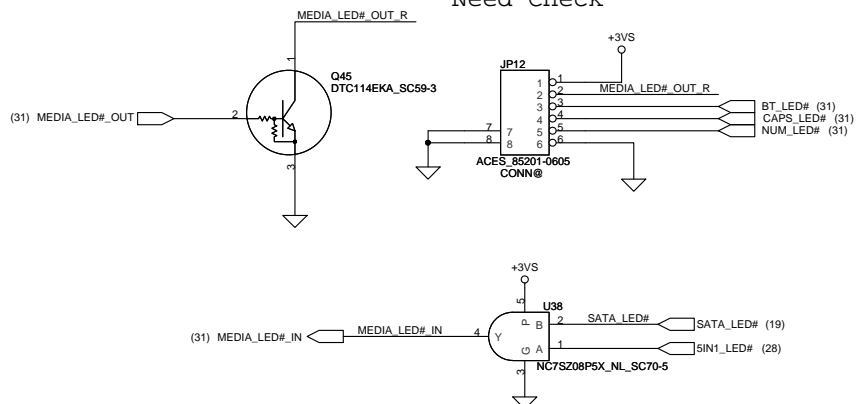 Need Check
MEDIA_LED#_OUT_R
1
Q45
DTC114EKA_SC59-3
(31) MEDIA_LED#_OUT
2
3
+3VS
JP12
1 1
2 2 MEDIA_LED#_OUT_R
3 3 BT_LED# (31)
4 4 CAPS_LED# (31)
7 7 5 5 NUM_LED# (31)
8 8 6 6
ACES_85201-0605
CONN@
+3VS
5
U38
P B 2 SATA_LED# SATA_LED# (19)
(31) MEDIA_LED#_IN MEDIA_LED#_IN 4 Y
G A 1 5IN1_LED# (28)
3
NC7SZ08P5X_NL_SC70-5